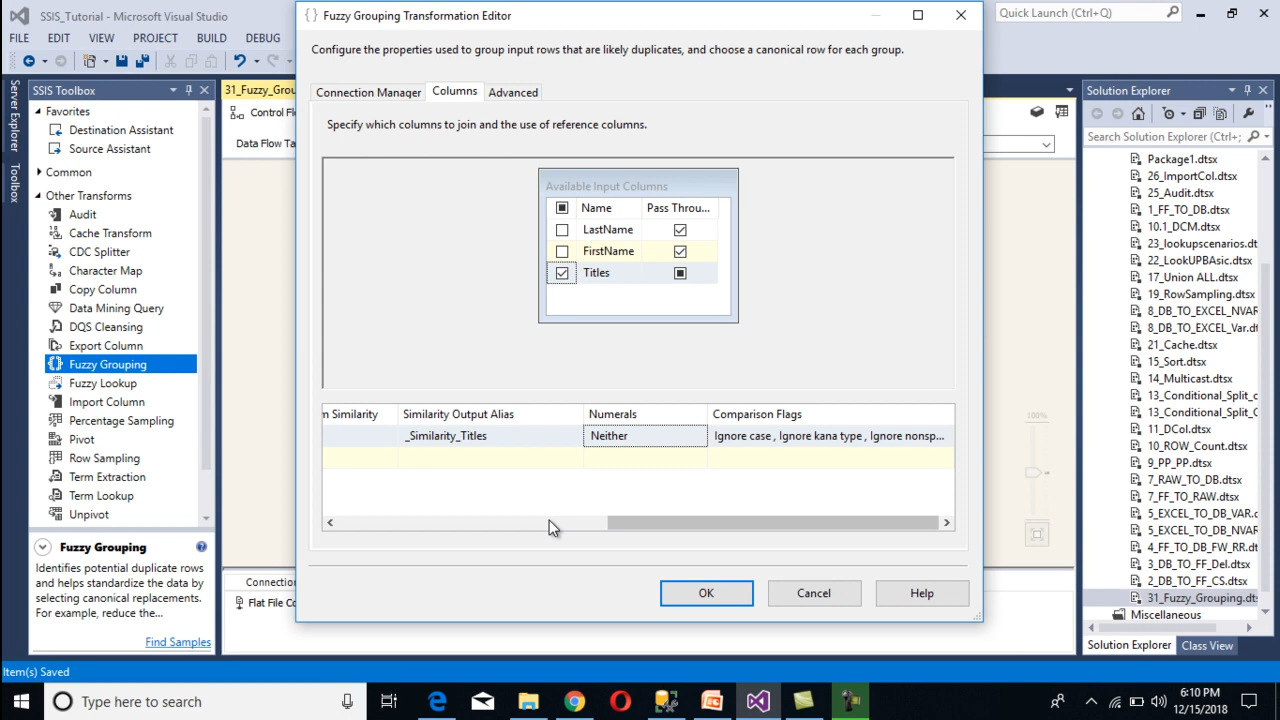 SSIS_Tutorial - Microsoft Visual Studio
Quick Launch (Ctrl+Q)
FILE EDIT VIEW PROJECT BUILD DEBUG
Fuzzy Grouping Transformation Editor
Configure the properties used to group input rows that are likely duplicates, and choose a canonical row for each group.
Connection Manager Columns Advanced
Specify which columns to join and the use of reference columns.
Available Input Columns
Name Pass Throu...
LastName
FirstName
Titles
m Similarity Similarity Output Alias Numerals Comparison Flags
_Similarity_Titles Neither Ignore case , Ignore kana type , Ignore nonsp...
OK Cancel Help
Server Explorer
Toolbox
SSIS Toolbox
Favorites
Destination Assistant
Source Assistant
Common
Other Transforms
Audit
Cache Transform
CDC Splitter
Character Map
Copy Column
Data Mining Query
DQS Cleansing
Export Column
Fuzzy Grouping
Fuzzy Lookup
Import Column
Percentage Sampling
Pivot
Row Sampling
Term Extraction
Term Lookup
Unpivot
Fuzzy Grouping
Identifies potential duplicate rows
and helps standardize the data by
selecting canonical replacements.
For example, reduce the...
Find Samples
31_Fuzzy_Grou
Control Fl
Data Flow Ta
100%
Connection
Flat File Co
Solution Explorer
Search Solution Explorer (Ctrl+;
Package1.dtsx
26_ImportCol.dtsx
25_Audit.dtsx
1_FF_TO_DB.dtsx
10.1_DCM.dtsx
23_lookupscenarios.dt
22_LookUPBAsic.dtsx
17_Union ALL.dtsx
19_RowSampling.dtsx
8_DB_TO_EXCEL_NVAR
8_DB_TO_EXCEL_Var.dt
21_Cache.dtsx
15_Sort.dtsx
14_Multicast.dtsx
13_Conditional_Split_c
13_Conditional_Split_
11_DCol.dtsx
10_ROW_Count.dtsx
9_PP_PP.dtsx
7_RAW_TO_DB.dtsx
7_FF_TO_RAW.dtsx
5_EXCEL_TO_DB_VAR.
5_EXCEL_TO_DB_NVAR
4_FF_TO_DB_FW_RR.dt
3_DB_TO_FF_Del.dtsx
2_DB_TO_FF_CS.dtsx
31_Fuzzy_Grouping.dt
Miscellaneous
Solution Explorer Class View
Item(s) Saved
Type here to search
6:10 PM
12/15/2018